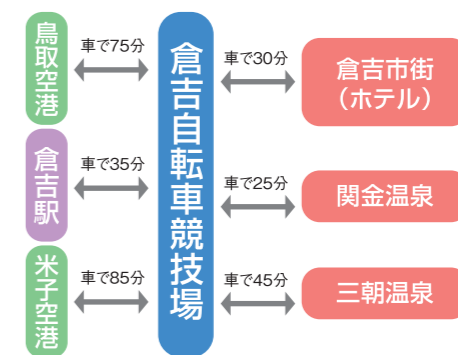 鳥取空港
車で75分
倉吉駅
車で35分
米子空港
車で85分
倉吉自転車競技場
車で30分
倉吉市街
（ホテル）
車で25分
関金温泉
車で45分
三朝温泉